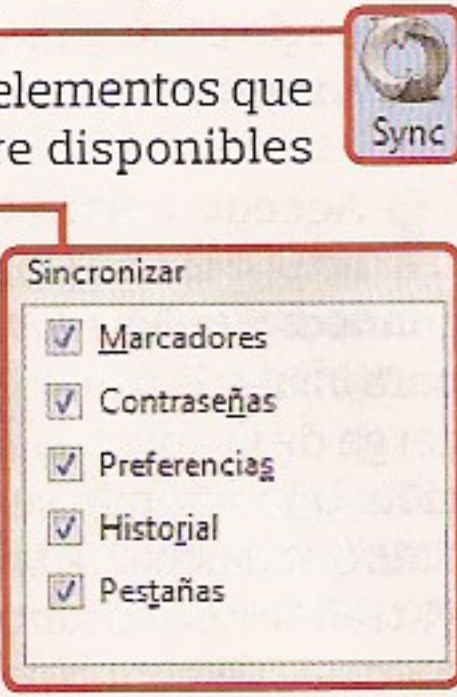 elementos que
re disponibles
Sync
Sincronizar
Marcadores
Contraseñas
Preferencias
Historial
Pestañas